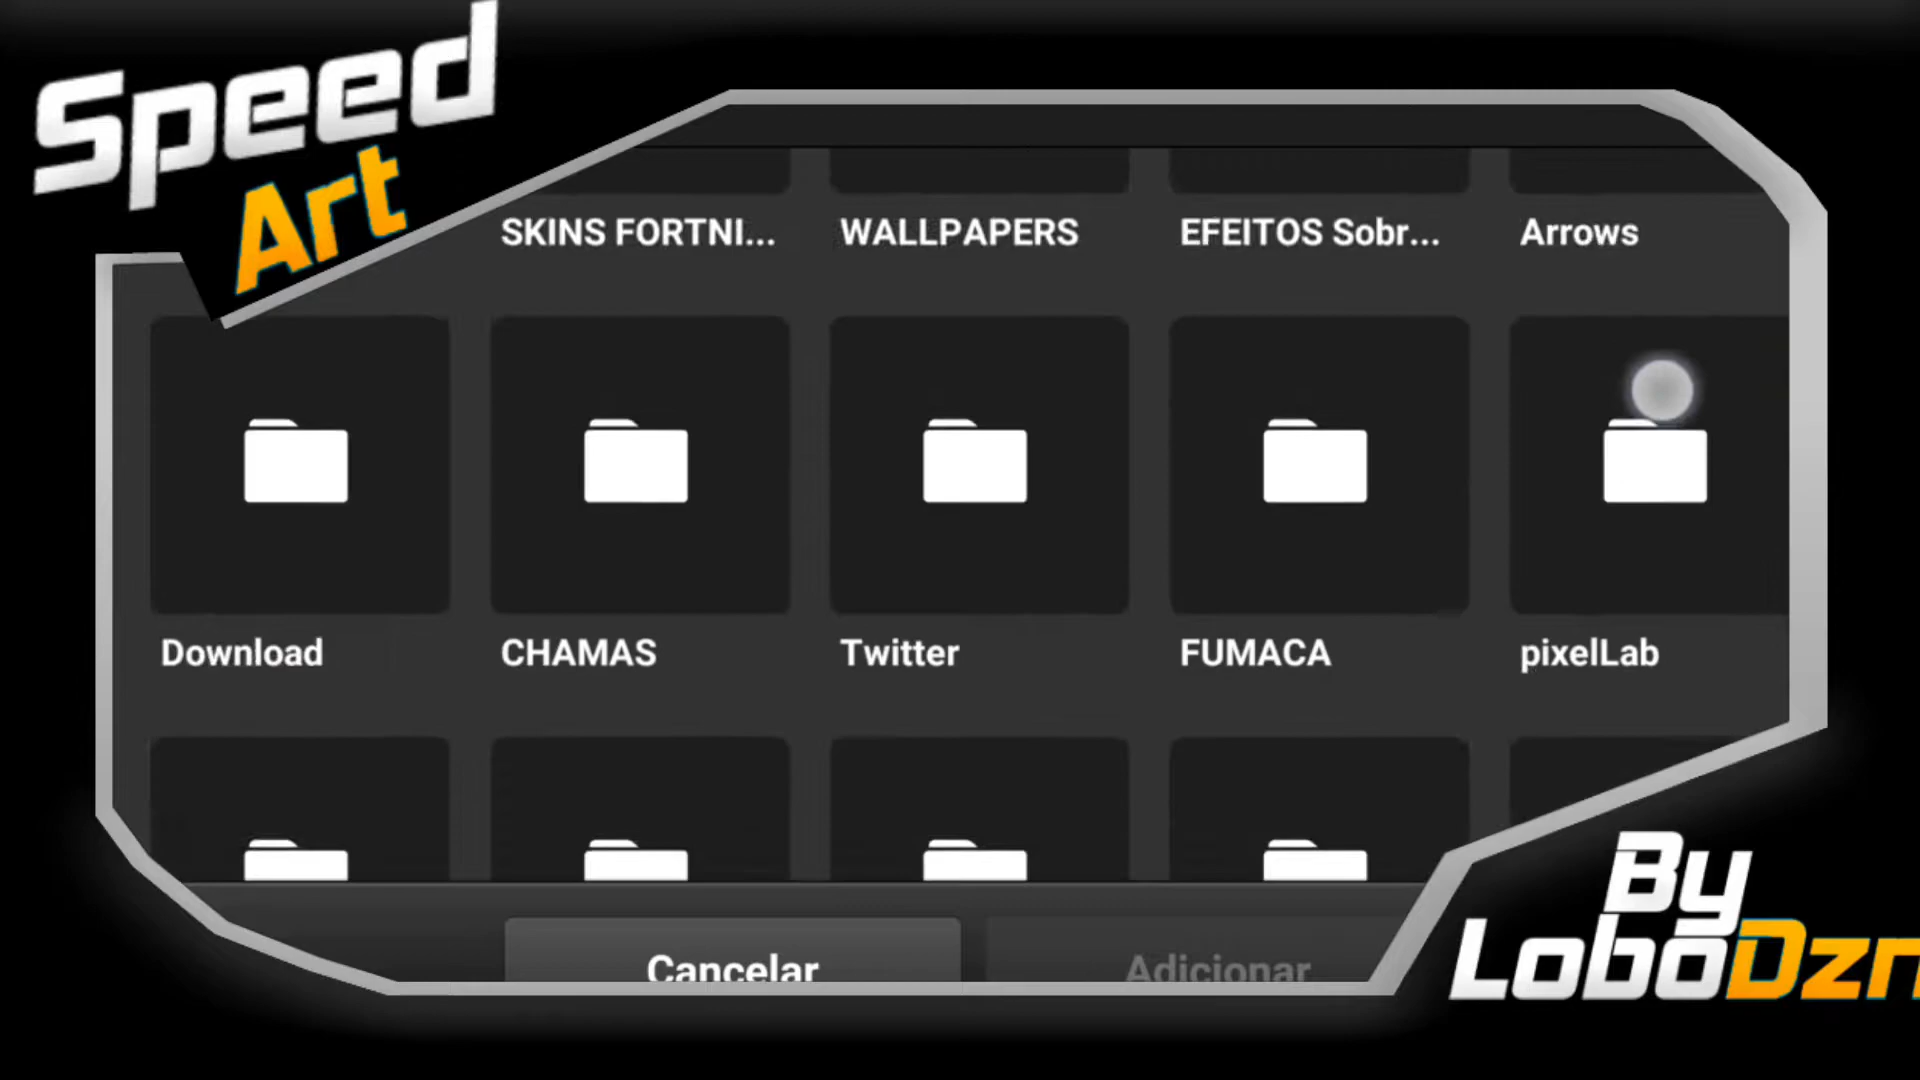 Speed
Art
SKINS FORTNI...
WALLPAPERS
EFEITOS Sobr...
Arrows
Download
CHAMAS
Twitter
FUMACA
pixelLab
Cancelar
Adicionar
By
LoboDzn